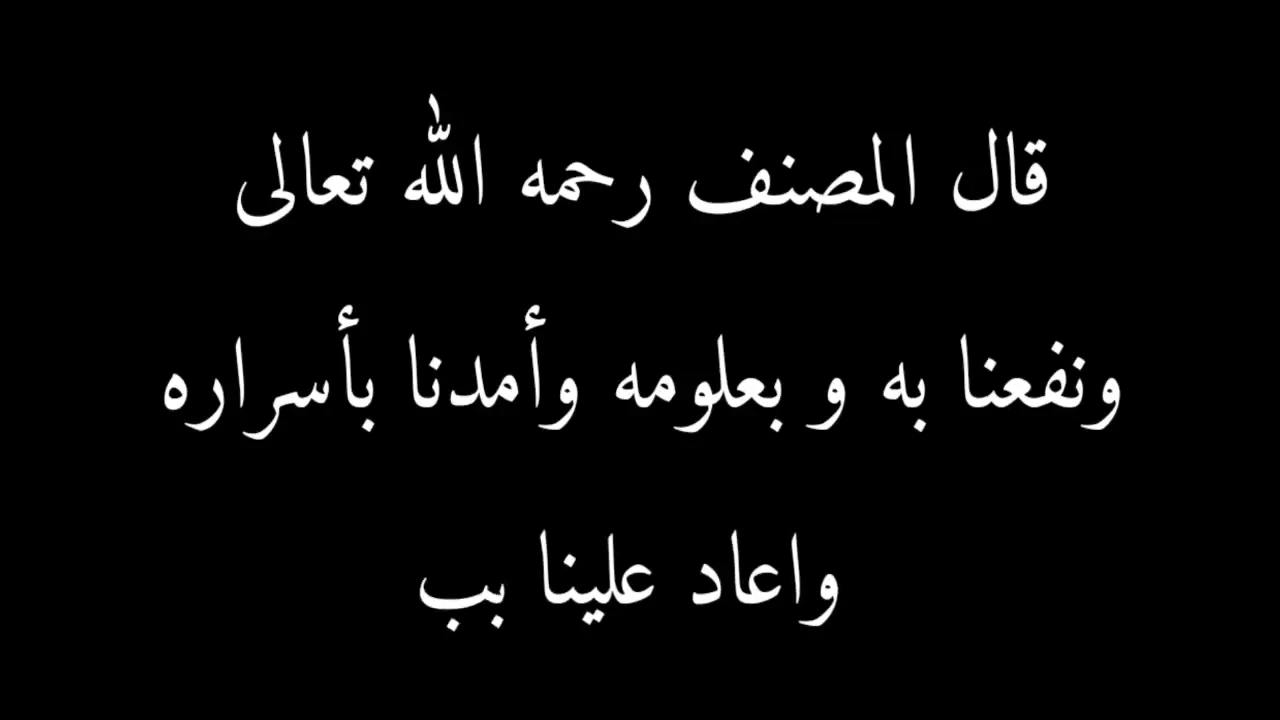 قال المصنف رحمه الله تعالى
ونفعنا به و بعلومه وأمدنا بأسراره
واعاد علينا بب